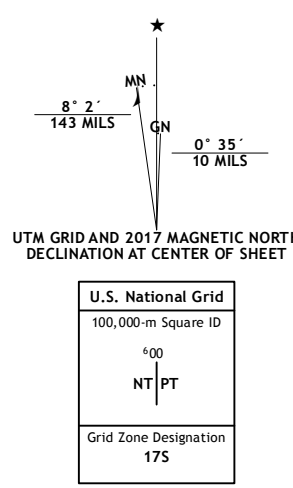 ★
MN
8° 2´
143 MILS
GN
0° 35´
10 MILS
UTM GRID AND 2017 MAGNETIC NORT
DECLINATION AT CENTER OF SHEET
U.S. National Grid
100,000-m Square ID
⁶00
NT PT
Grid Zone Designation
17S